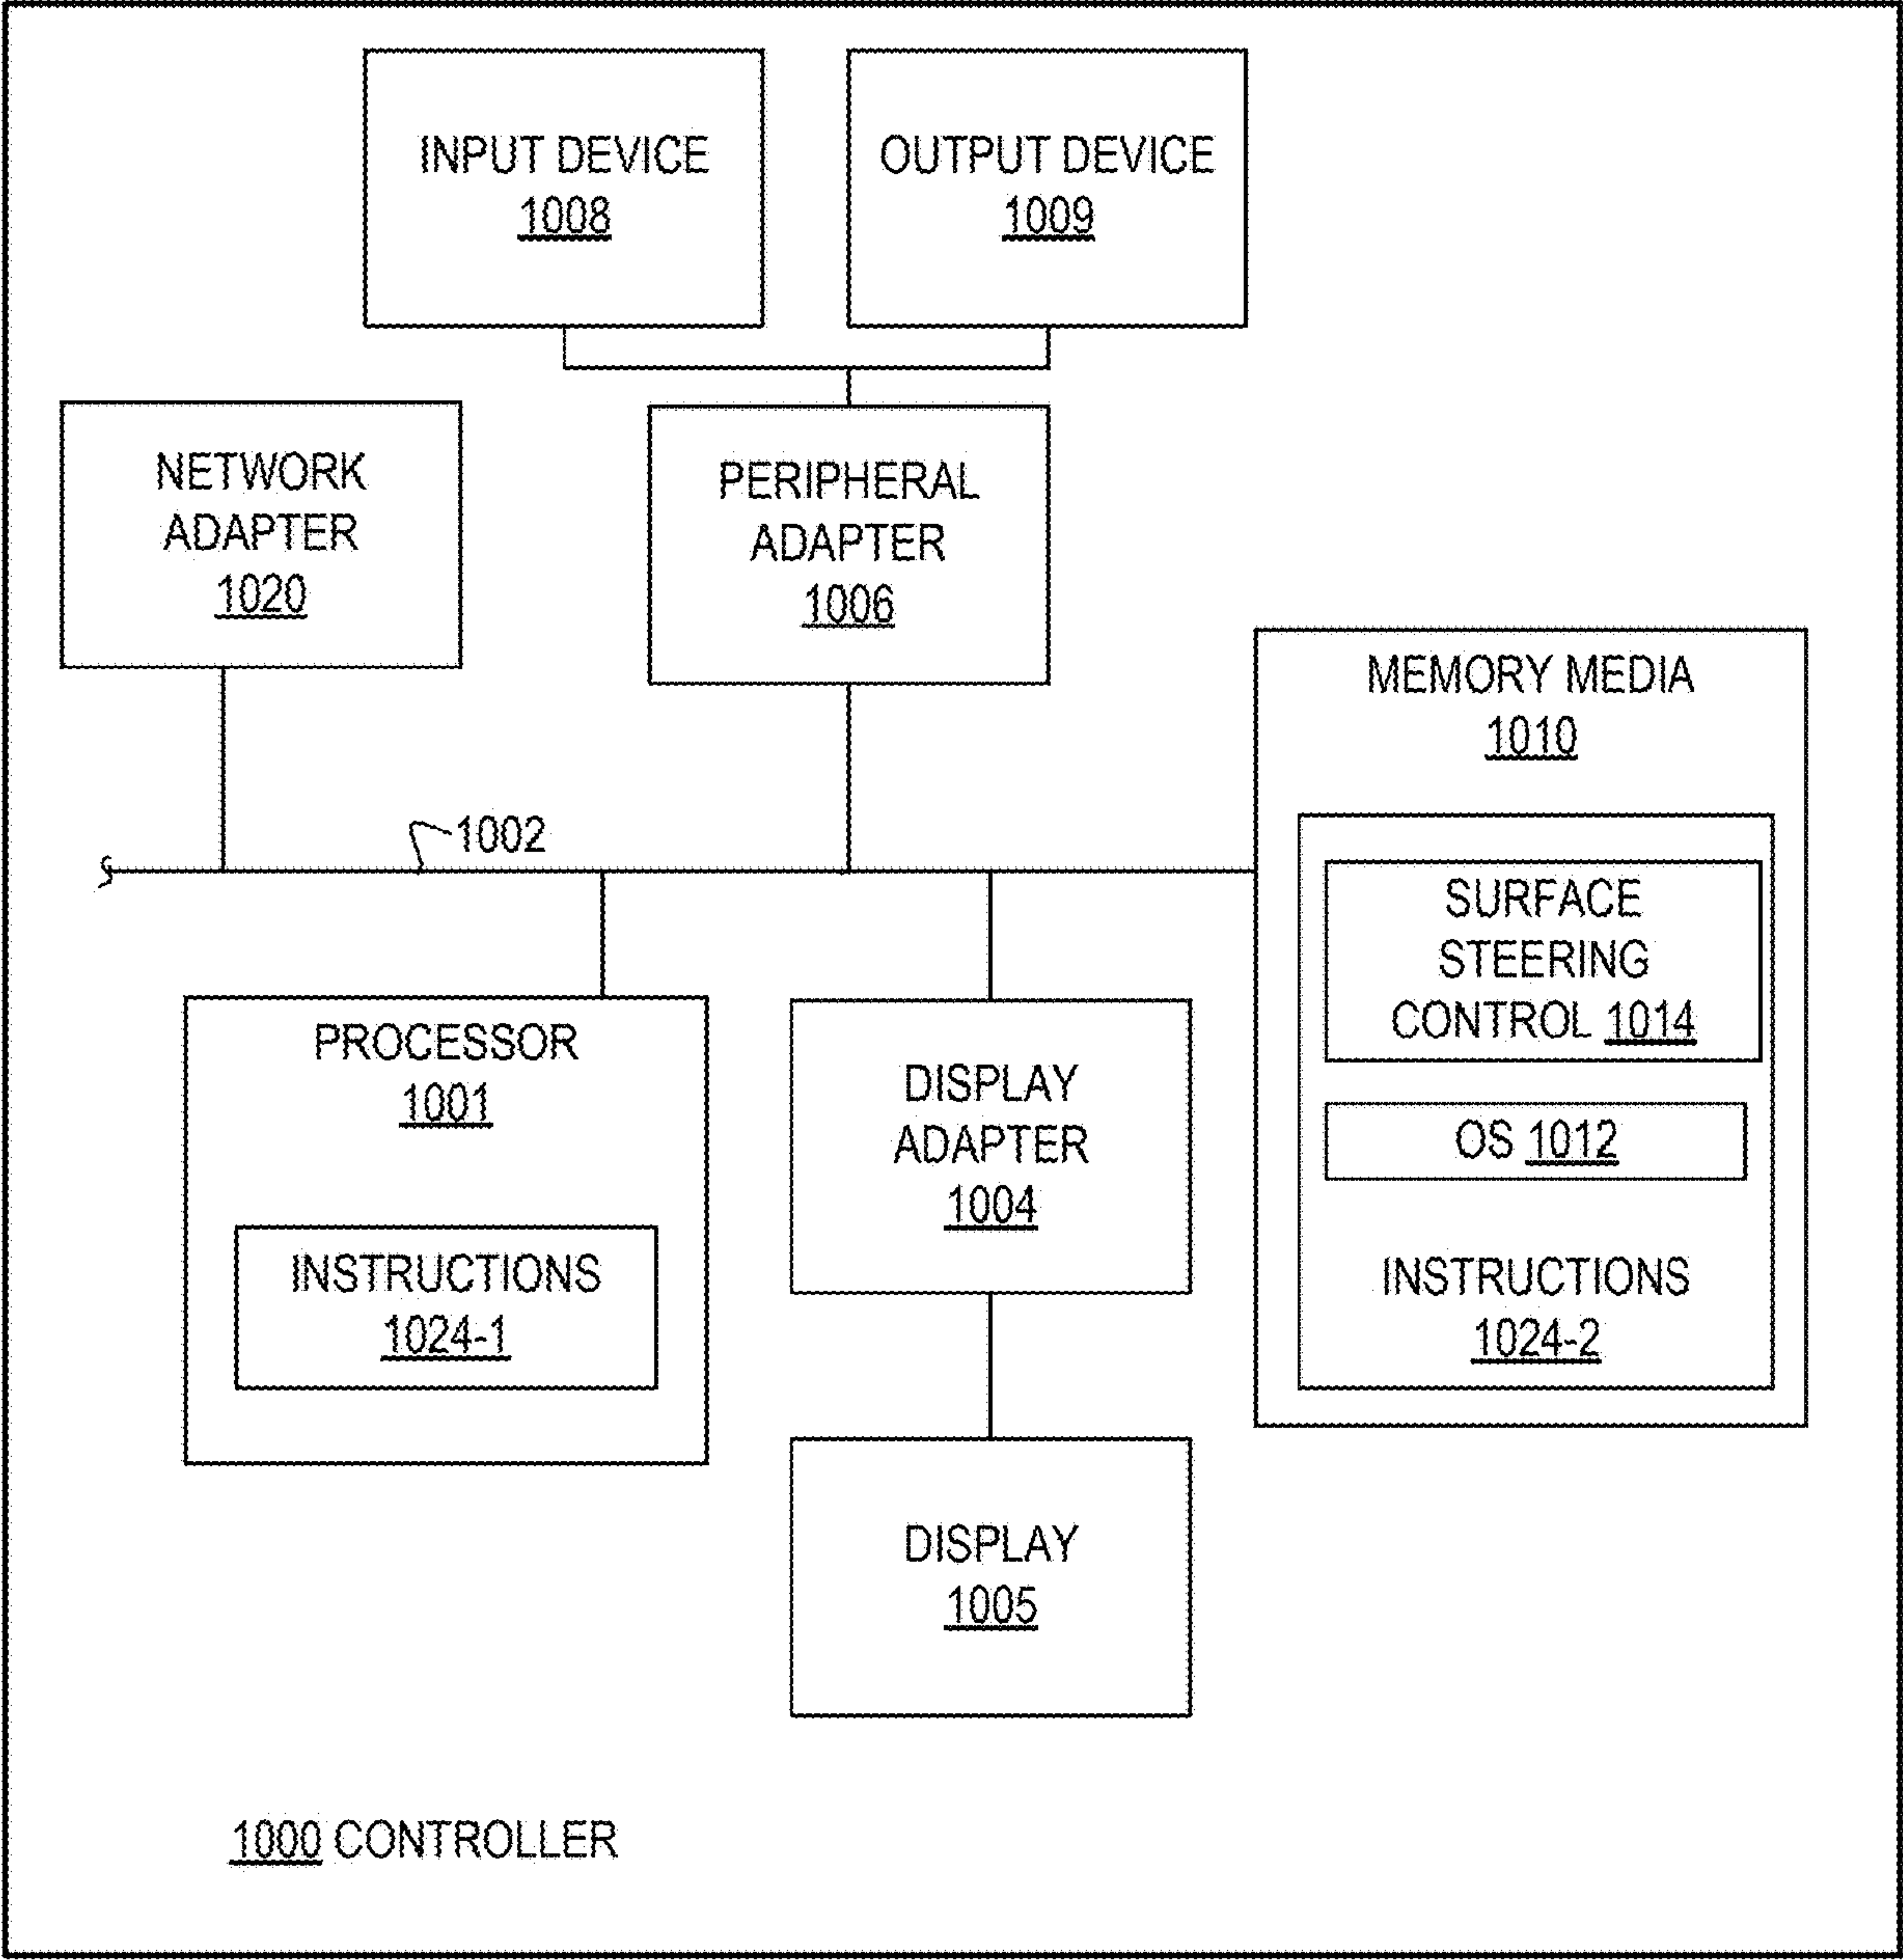 INPUT DEVICE
1008
OUTPUT DEVICE
1009
NETWORK
ADAPTER
1020
PERIPHERAL
ADAPTER
1006
MEMORY MEDIA
1010
1002
SURFACE
STEERING
CONTROL 1014
OS 1012
INSTRUCTIONS
1024-2
PROCESSOR
1001
INSTRUCTIONS
1024-1
DISPLAY
ADAPTER
1004
DISPLAY
1005
1000 CONTROLLER